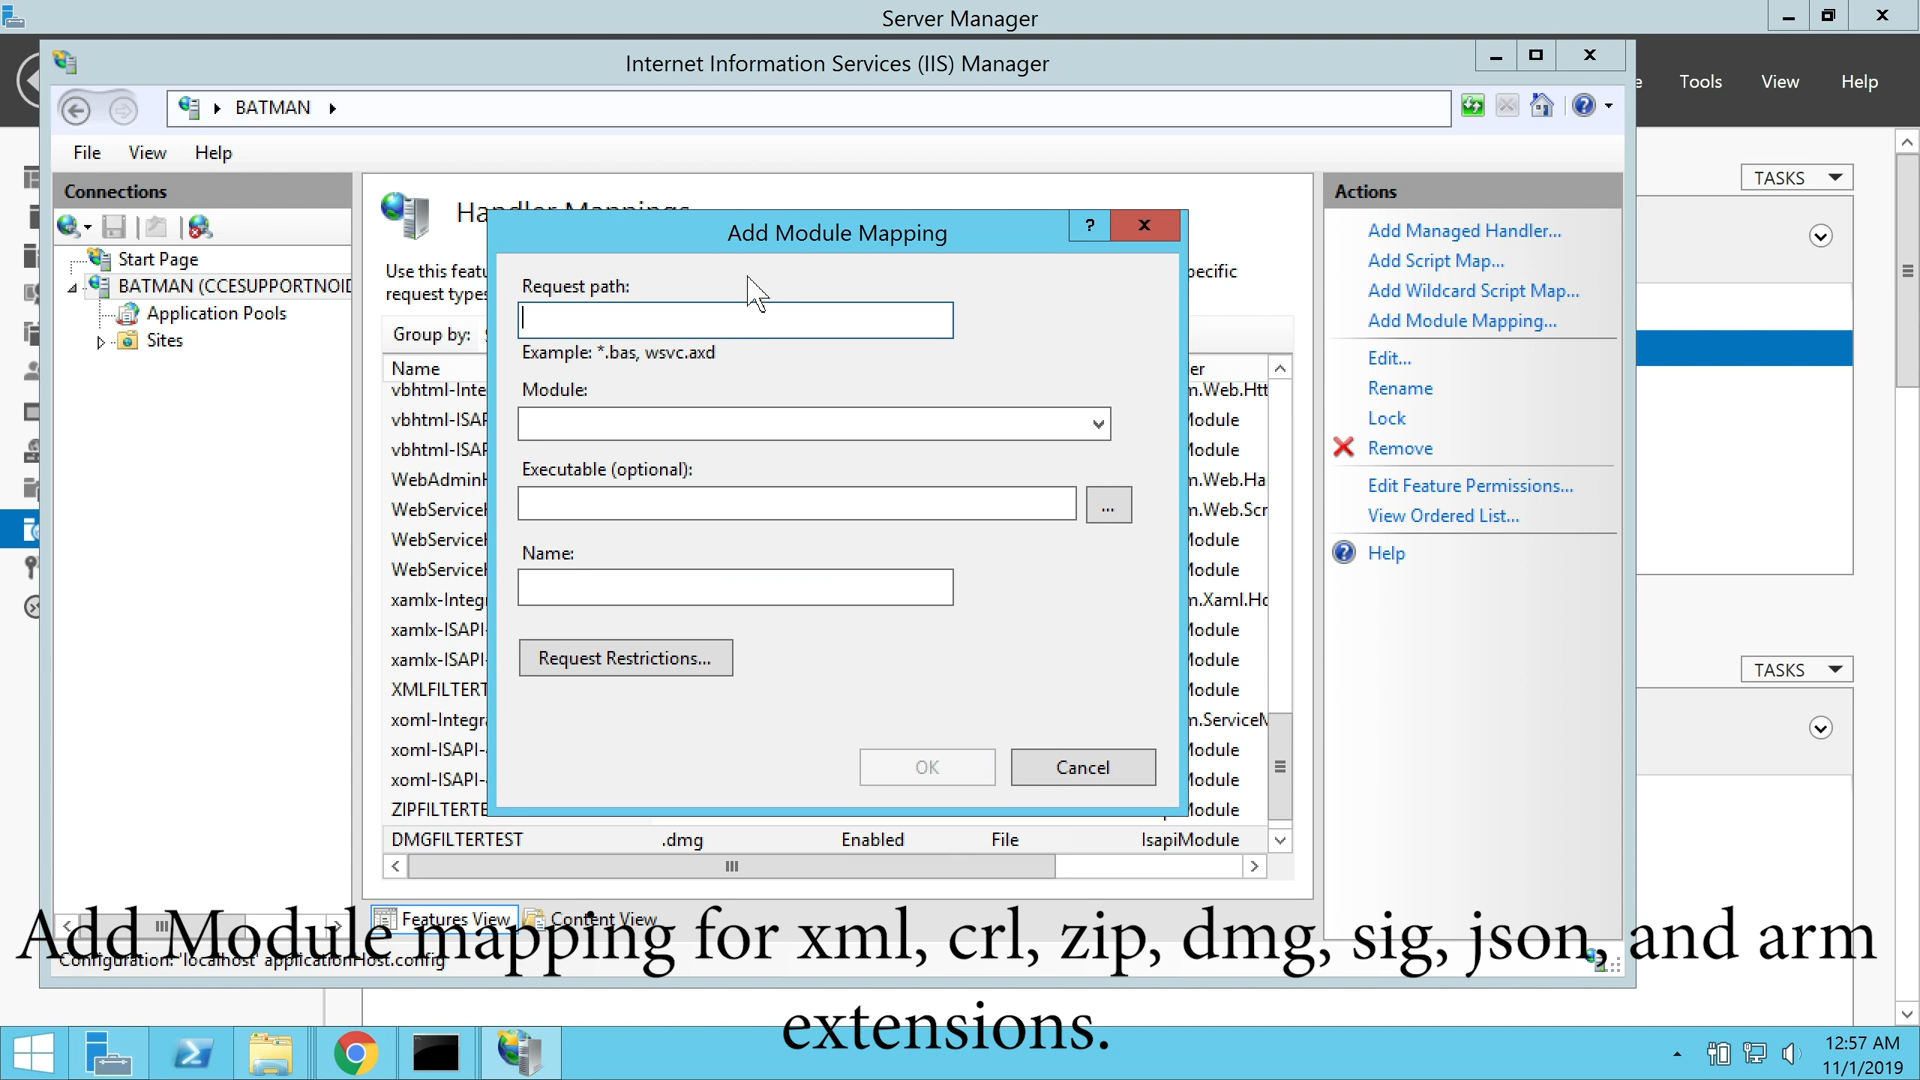 Server Manager
Internet Information Services (IIS) Manager
BATMAN
Tools View Help
File View Help
TASKS
Connections
Start Page
BATMAN (CCESUPPORTNOI
Application Pools
Sites
Use this
request types
Group by:
Name
vbhtml-Inte
vbhtml-ISAP
vbhtml-ISAP
WebAdmin
WebService
WebService
WebService
xamlx-Integ
xamlx-ISAPI-
xamlx-ISAPI-
XMLFILTERT
xoml-Integr
xoml-ISAPI-
xoml-ISAPI-
ZIPFILTERTE
DMGFILTERTEST .dmg Enabled File IsapiModule
Add Module Mapping
?
X
Request path:
Example: *.bas, wsvc.axd
Module:
Executable (optional):
...
Name:
Request Restrictions...
OK Cancel
Actions
Add Managed Handler...
Add Script Map...
Add Wildcard Script Map...
Add Module Mapping...
Edit...
Rename
Lock
Remove
Edit Feature Permissions...
View Ordered List...
Help
TASKS
Features View Content View
Configuration: 'localhost' applicationHost.config
Add Module mapping for xml, crl, zip, dmg, sig, json, and arm
extensions.
12:57 AM
11/1/2019